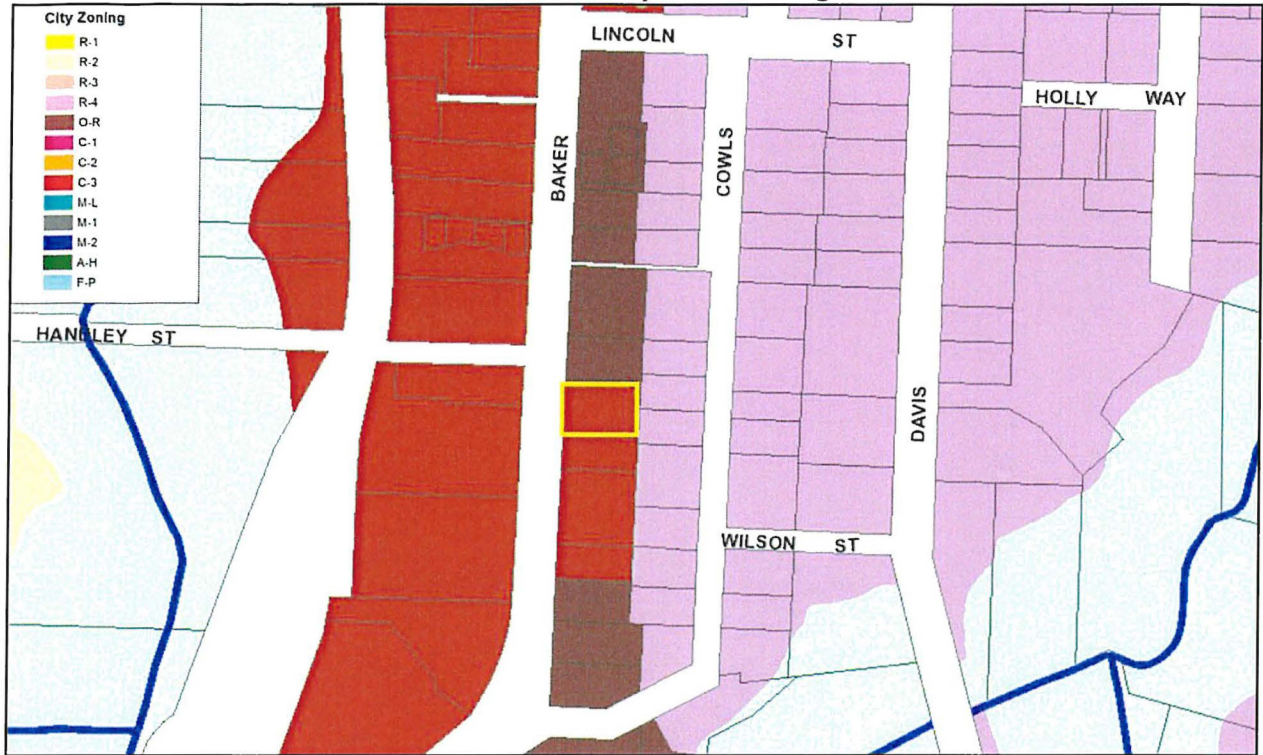 City Zoning
R-1
R-2
R-3
R-4
O-R
C-1
C-2
C-3
M-L
M-1
M-2
A-H
F-P
LINCOLN ST
HOLLY WAY
BAKER
COWLS
HANDLEY ST
DAVIS
WILSON ST